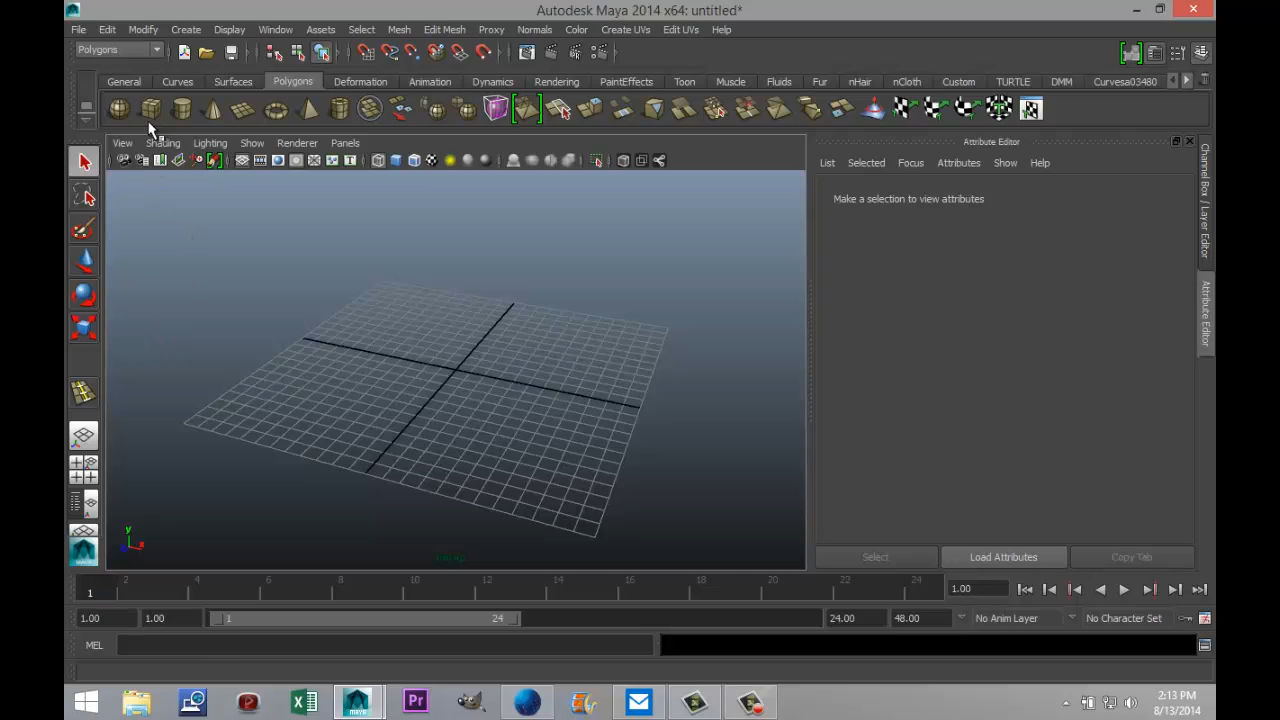 Autodesk Maya 2014 x64: untitled*
File Edit Modify Create Display Window Assets Select Mesh Edit Mesh Proxy Normals Color Create UVs Edit UVs Help
Polygons
General Curves Surfaces Polygons Deformation Animation Dynamics Rendering PaintEffects Toon Muscle Fluids Fur nHair nCloth Custom TURTLE DMM Curvesa03480
View Shading Lighting Show Renderer Panels
Attribute Editor
List Selected Focus Attributes Show Help
Make a selection to view attributes
Channel Box / Layer Editor
Attribute Editor
y
persp
Select Load Attributes Copy Tab
2 4 6 8 10 12 14 16 18 20 22 24
1
1.00
1.00 1.00 1 24 24.00 48.00 No Anim Layer No Character Set
MEL
MAYA Pr
2:13 PM
8/13/2014